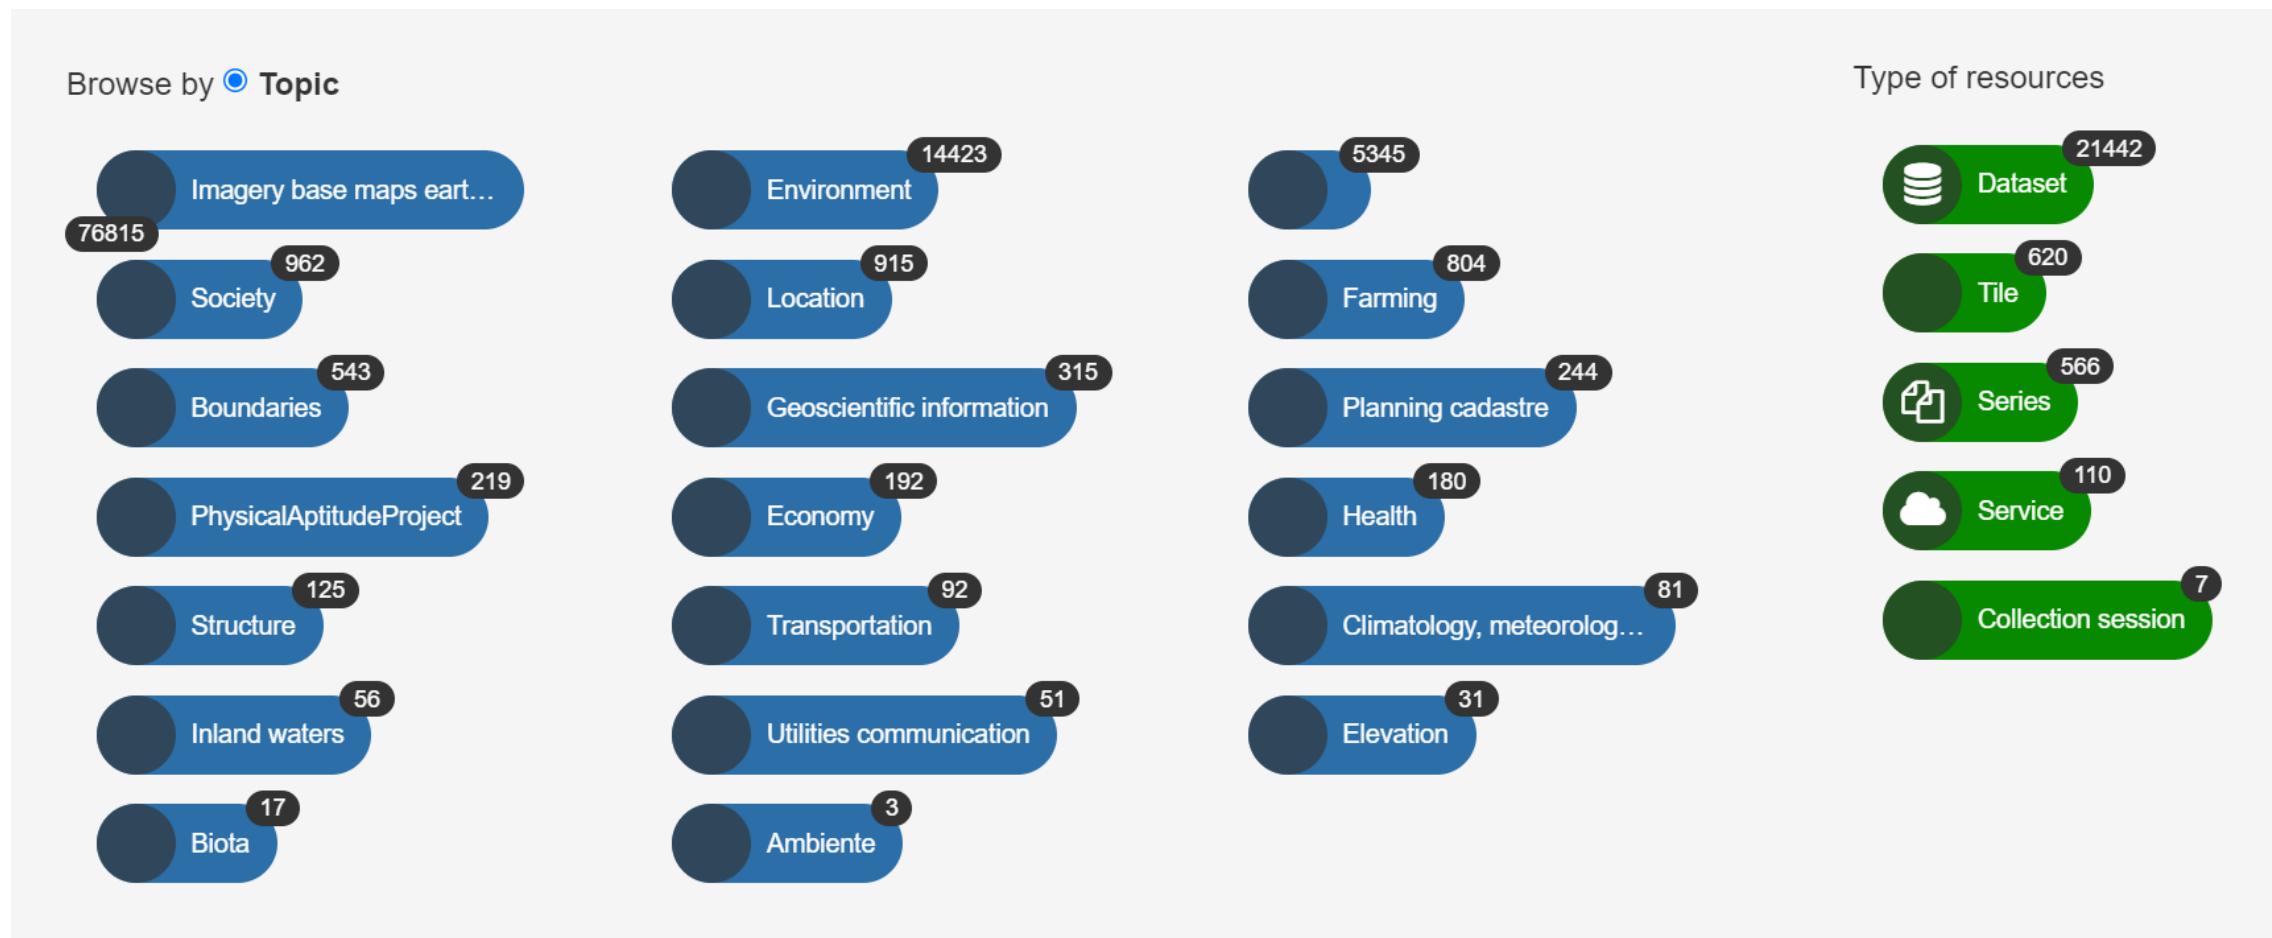 Browse by Topic
Type of resources
Imagery base maps eart...
76815
Environment
14423
5345
Dataset
21442
Society
962
Location
915
Farming
804
Tile
620
Boundaries
543
Geoscientific information
315
Planning cadastre
244
Series
566
PhysicalAptitudeProject
219
Economy
192
Health
180
Service
110
Structure
125
Transportation
92
Climatology, meteorolog...
81
Collection session
7
Inland waters
56
Utilities communication
51
Elevation
31
Biota
17
Ambiente
3